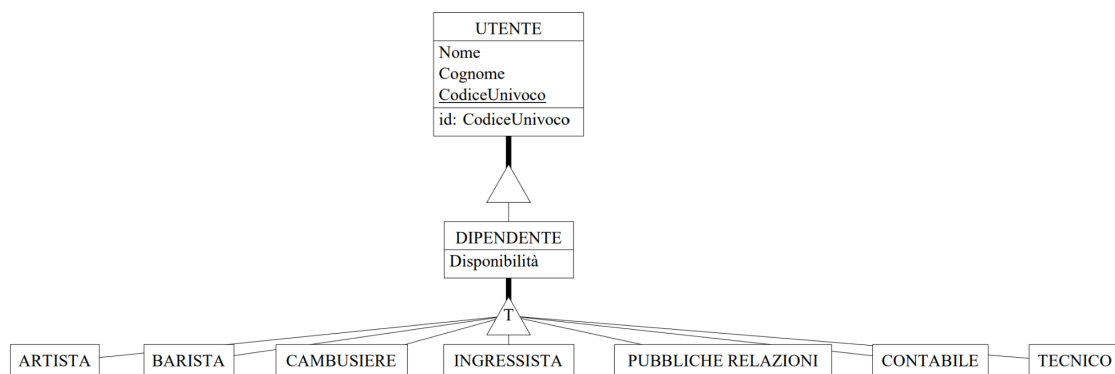 UTENTE
Nome
Cognome
CodiceUnivoco
id: CodiceUnivoco
DIPENDENTE
Disponibilità
T
ARTISTA
BARISTA
CAMBUSIERE
INGRESSISTA
PUBBLICHE RELAZIONI
CONTABILE
TECNICO